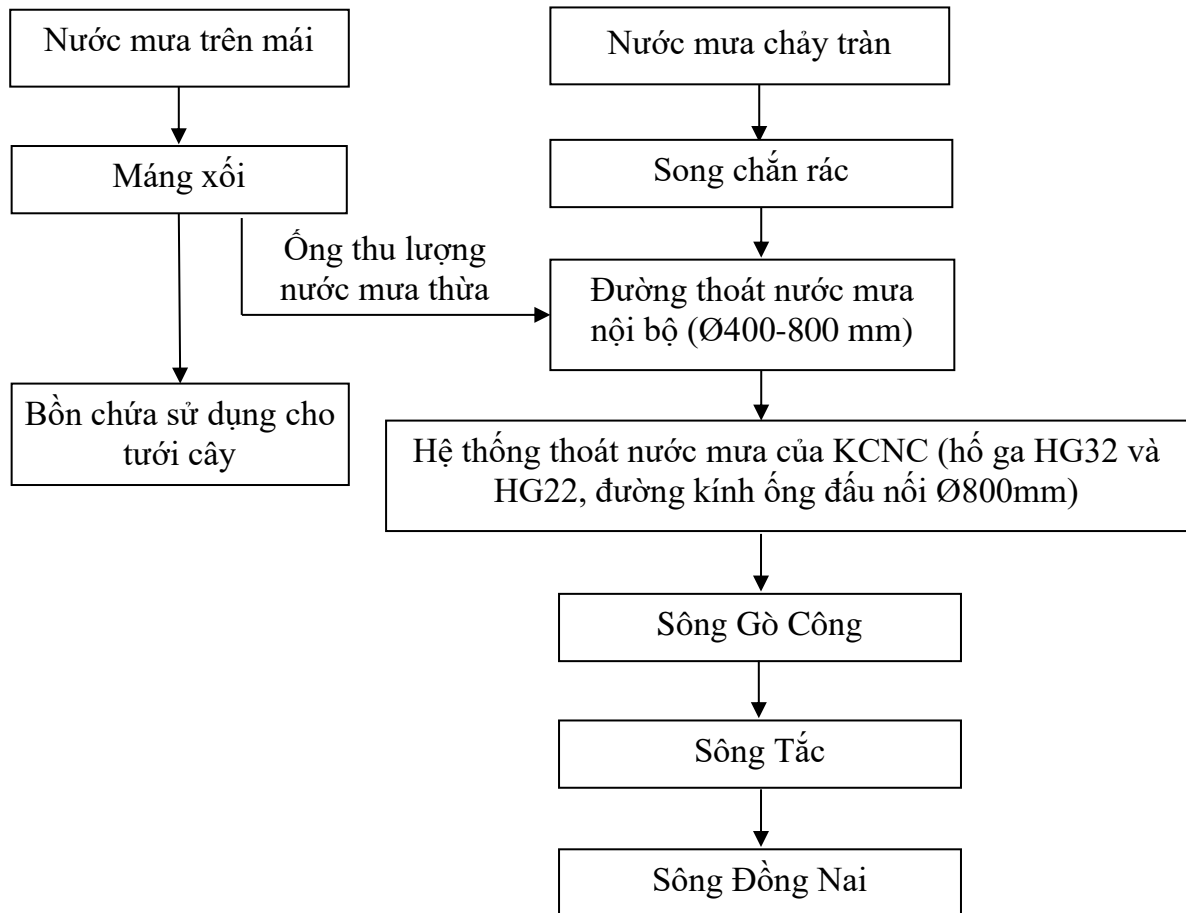 Nước mưa trên mái
Nước mưa chảy tràn
Máng xối
Song chắn rác
Ống thu lượng
nước mưa thừa
Đường thoát nước mưa
nội bộ (Ø400-800 mm)
Bồn chứa sử dụng cho
tưới cây
Hệ thống thoát nước mưa của KCNC (hố ga HG32 và
HG22, đường kính ống đấu nối Ø800mm)
Sông Gò Công
Sông Tắc
Sông Đồng Nai